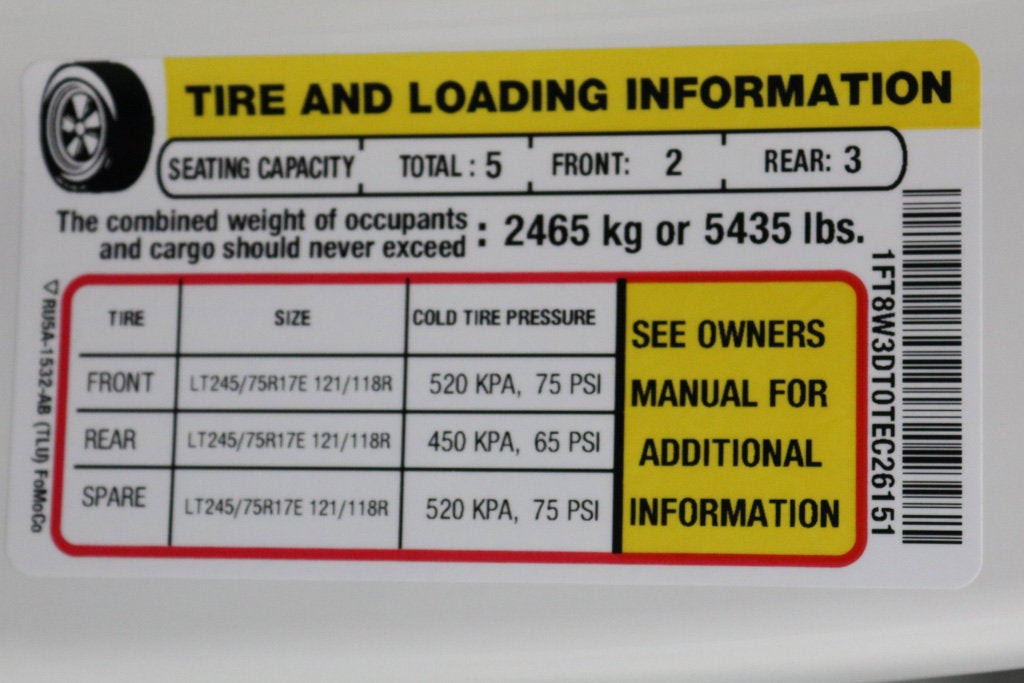 TIRE AND LOADING INFORMATION
SEATING CAPACITY TOTAL : 5 FRONT: 2 REAR: 3
The combined weight of occupants
and cargo should never exceed : 2465 kg or 5435 lbs.
TIRE SIZE COLD TIRE PRESSURE
FRONT LT245/75R17E 121/118R 520 KPA, 75 PSI
REAR LT245/75R17E 121/118R 450 KPA, 65 PSI
SPARE LT245/75R17E 121/118R 520 KPA, 75 PSI
SEE OWNERS
MANUAL FOR
ADDITIONAL
INFORMATION
1FT8W3DT0TEC26151
RU5A-1532-AB (TLU) FoMoCo